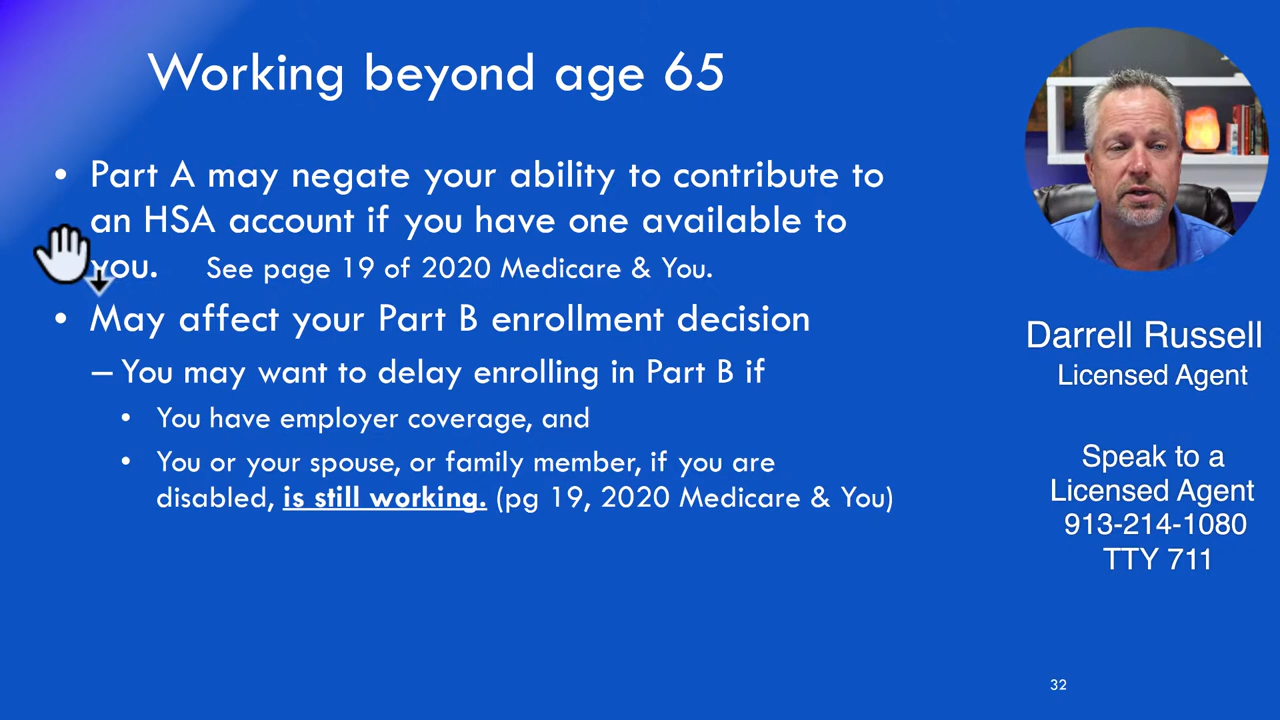 Working beyond age 65
• Part A may negate your ability to contribute to
an HSA account if you have one available to
you. See page 19 of 2020 Medicare & You.
• May affect your Part B enrollment decision
– You may want to delay enrolling in Part B if
• You have employer coverage, and
• You or your spouse, or family member, if you are
disabled, is still working. (pg 19, 2020 Medicare & You)
Darrell Russell
Licensed Agent
Speak to a
Licensed Agent
913-214-1080
TTY 711
32